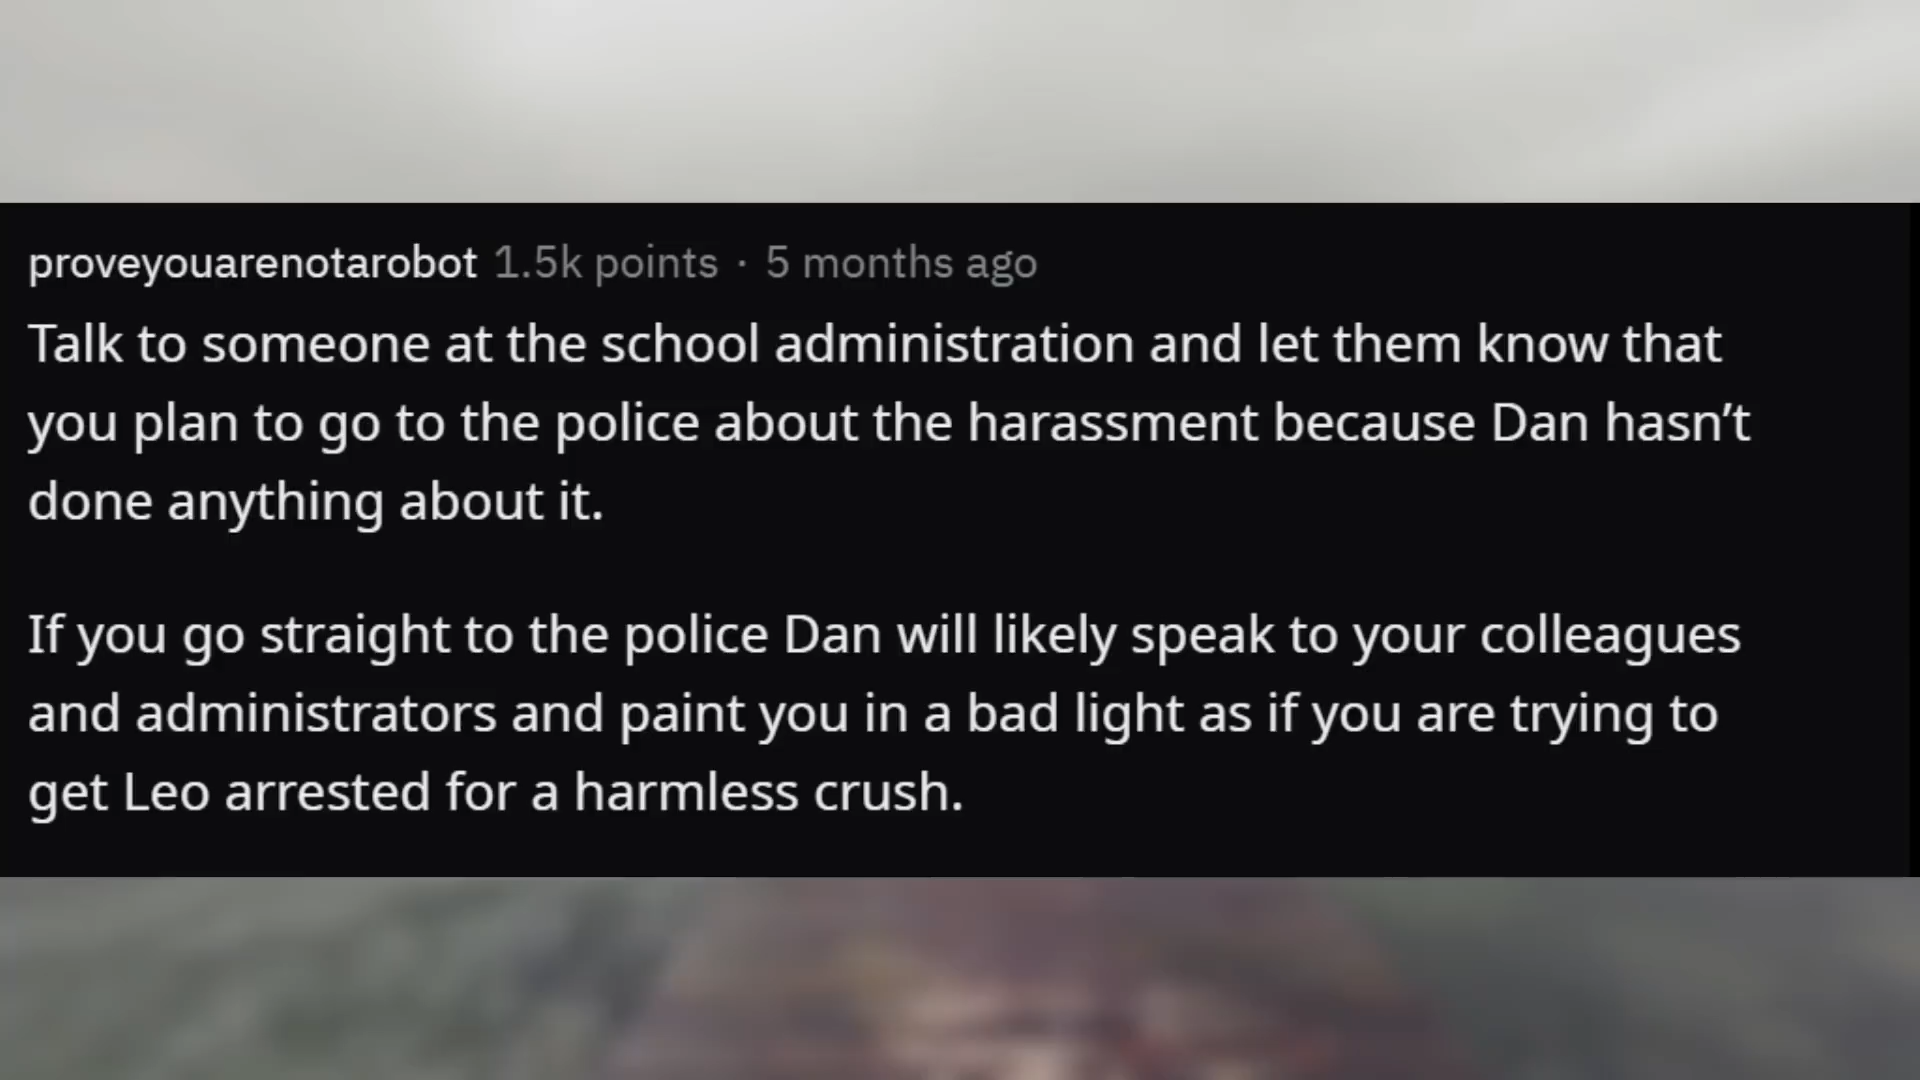 proveyouarenotarobot 1.5k points · 5 months ago
Talk to someone at the school administration and let them know that
you plan to go to the police about the harassment because Dan hasn’t
done anything about it.
If you go straight to the police Dan will likely speak to your colleagues
and administrators and paint you in a bad light as if you are trying to
get Leo arrested for a harmless crush.